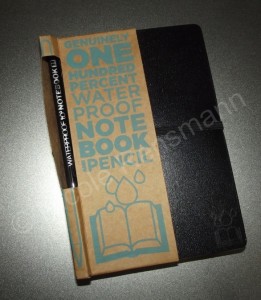 GENUINELY
ONE
HUNDRED
PERCENT
WATER
PROOF
NOTE
BOOK
PENCIL
WATERPROOF
NOTEBOOK